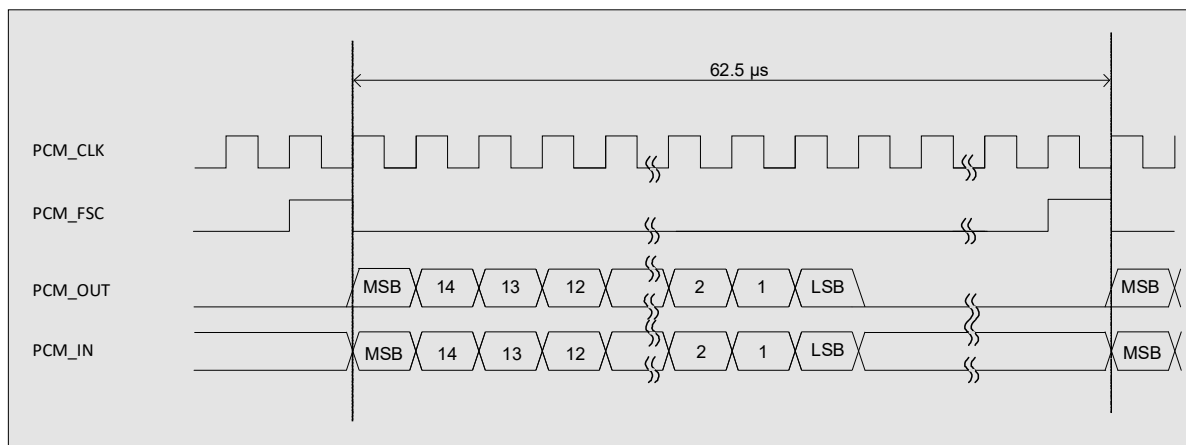 62.5 µs
PCM_CLK
PCM_FSC
PCM_OUT MSB 14 13 12 2 1 LSB MSB
PCM_IN MSB 14 13 12 2 1 LSB MSB